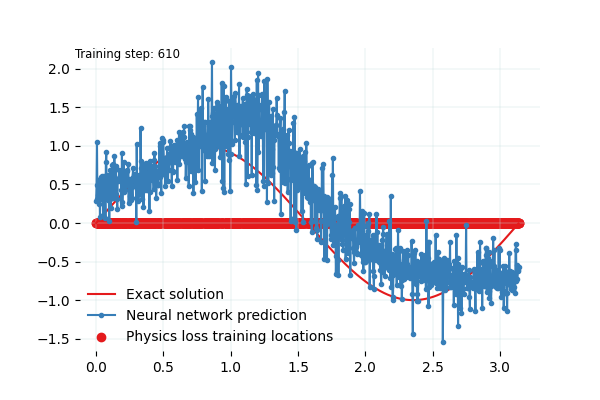 Training step: 610
2.0
1.5
1.0
0.5
0.0
−0.5
−1.0
−1.5
Exact solution
Neural network prediction
Physics loss training locations
0.0 0.5 1.0 1.5 2.0 2.5 3.0